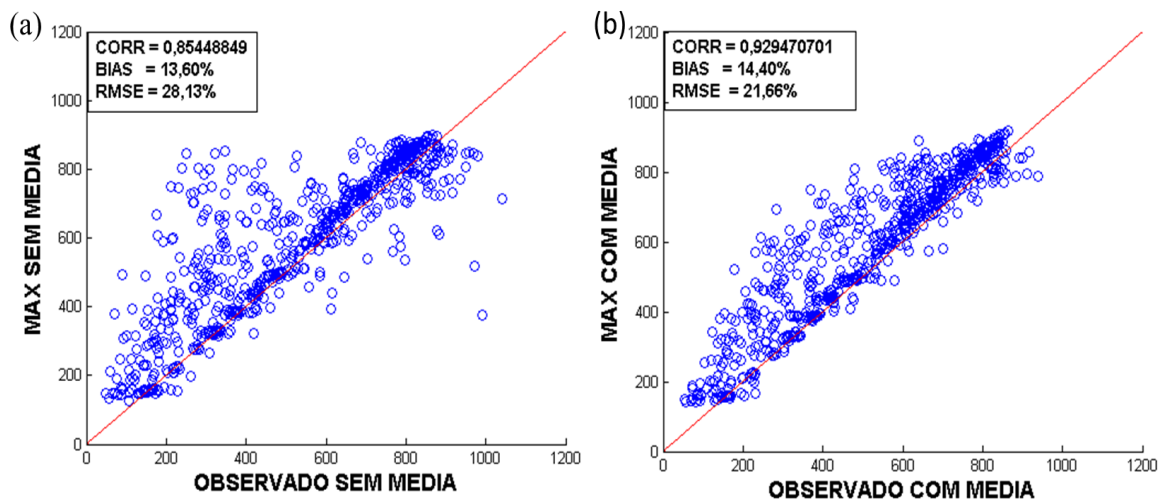 (a)
1200
1000
800
600
400
200
0
MAX SEM MEDIA
CORR = 0,85448849
BIAS = 13,60%
RMSE = 28,13%
0 200 400 600 800 1000 1200
OBSERVADO SEM MEDIA
(b)
1200
1000
800
600
400
200
0
MAX COM MEDIA
CORR = 0,929470701
BIAS = 14,40%
RMSE = 21,66%
0 200 400 600 800 1000 1200
OBSERVADO COM MEDIA